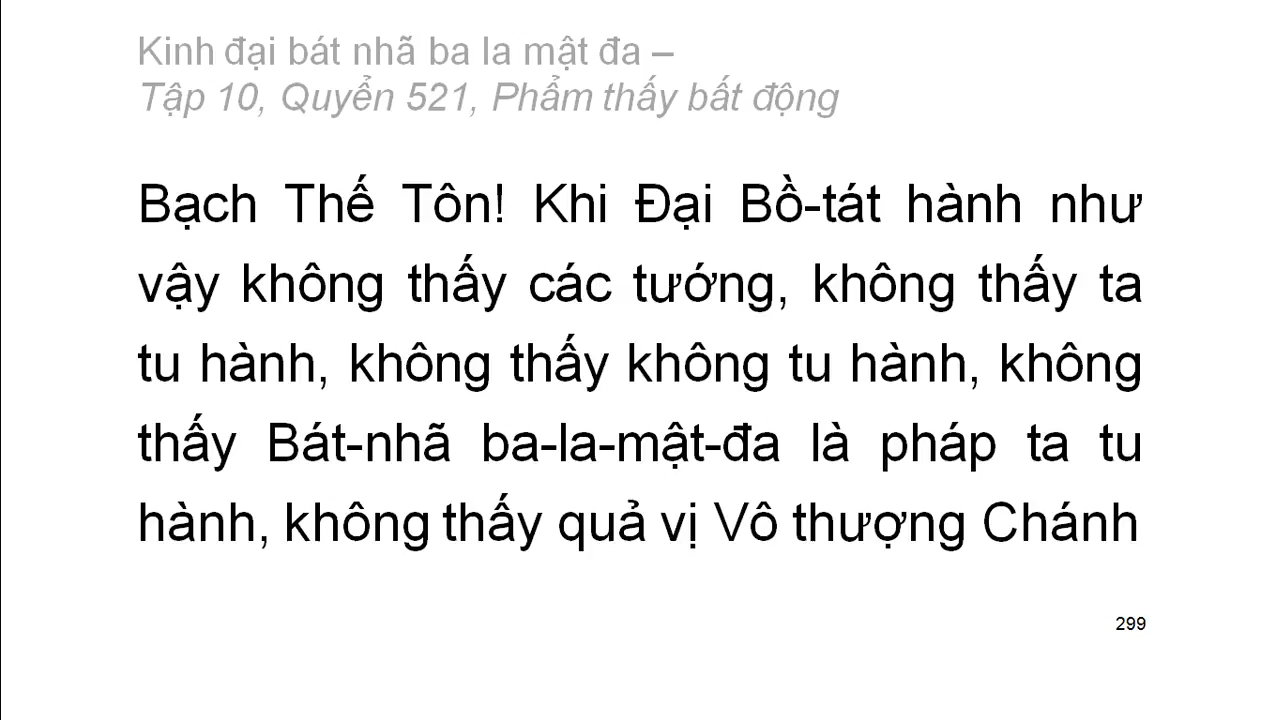 Kinh đại bát nhã ba la mật đa –
Tập 10, Quyển 521, Phẩm thấy bất động
Bạch Thế Tôn! Khi Đại Bồ-tát hành như
vậy không thấy các tướng, không thấy ta
tu hành, không thấy không tu hành, không
thấy Bát-nhã ba-la-mật-đa là pháp ta tu
hành, không thấy quả vị Vô thượng Chánh
299